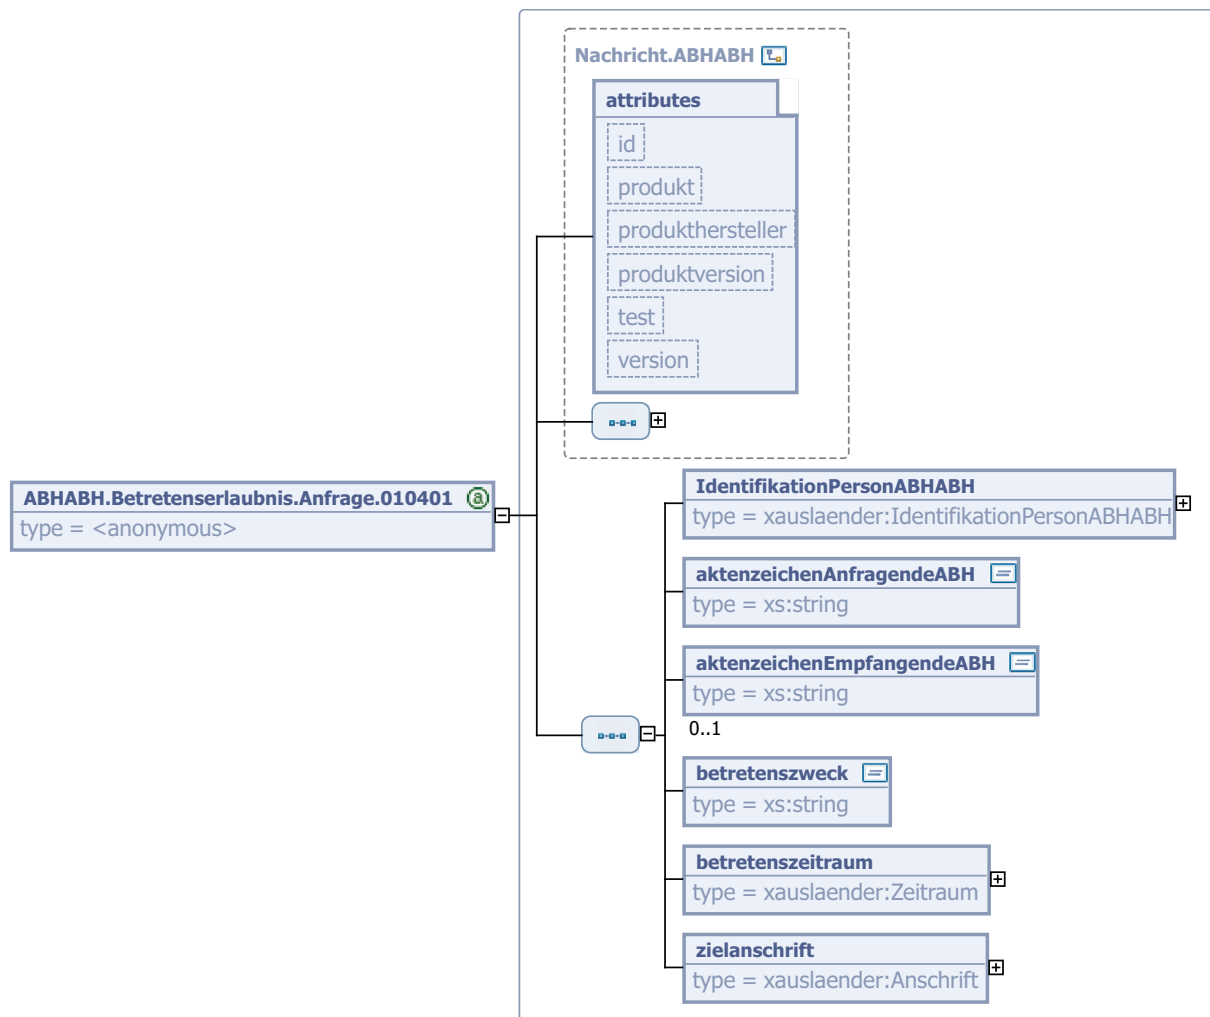 Nachricht.ABHABH
attributes
id
produkt
produkthersteller
produktversion
test
version
ABHABH.Betretenserlaubnis.Anfrage.010401
type = <anonymous>
IdentifikationPersonABHABH
type = xauslaender:IdentifikationPersonABHABH
aktenzeichenAnfragendeABH
type = xs:string
aktenzeichenEmpfangendeABH
type = xs:string
0..1
betretenszweck
type = xs:string
betretenszeitraum
type = xauslaender:Zeitraum
zielanschrift
type = xauslaender:Anschrift